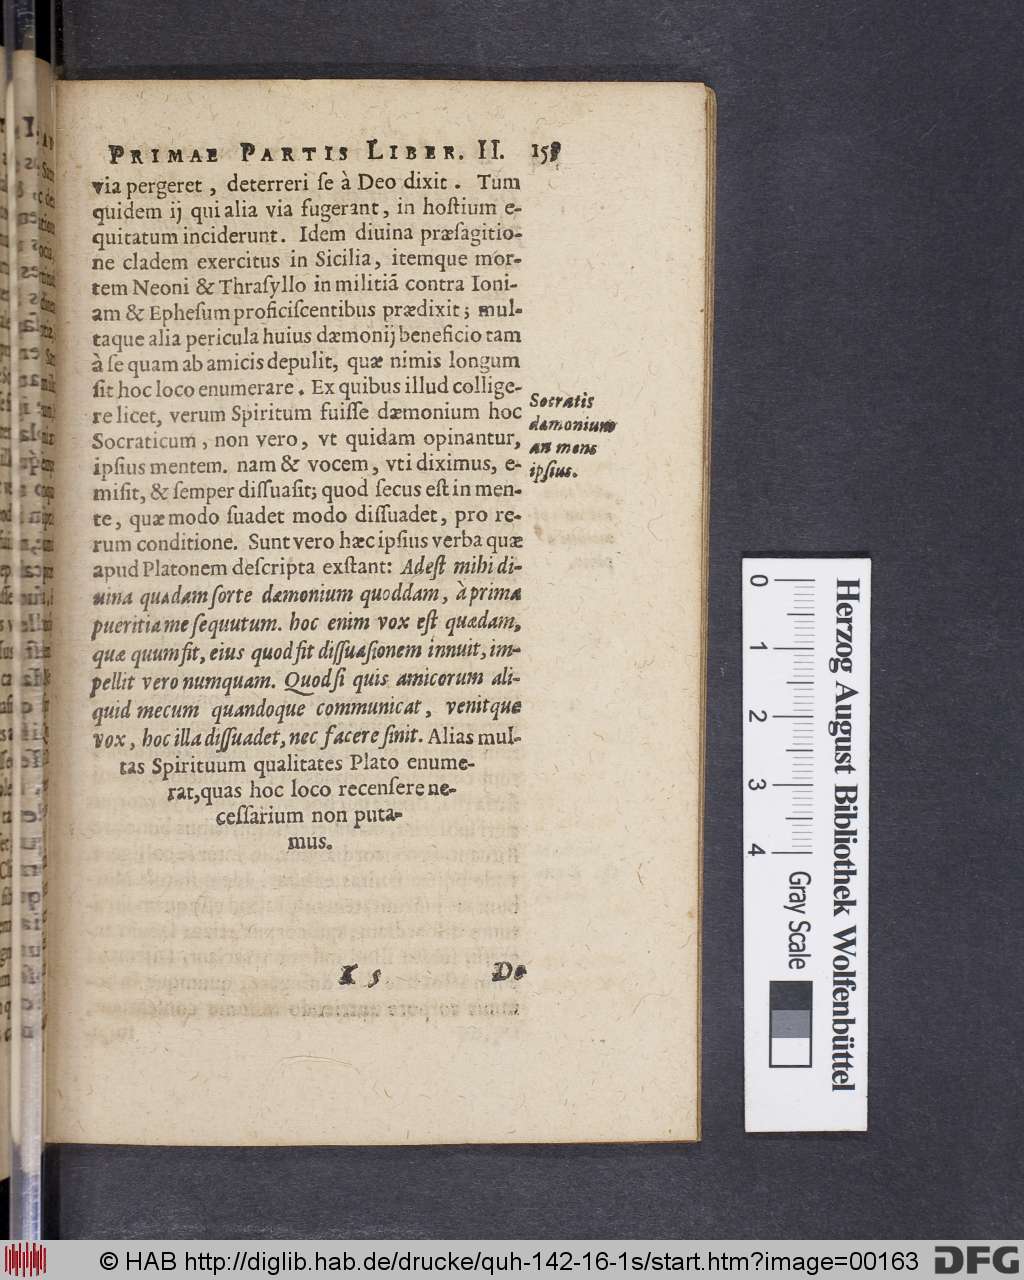 PRIMAE PARTIS LIBER. II.
via pergeret, deterreri ſe à Deo dixit. Tum
quidem ij qui alia via fugerant, in hoſtium e-
quitatum inciderunt. Idem diuina præſagitio-
ne cladem exercitus in Sicilia, itemque mor-
tem Neoni & Thraſyllo in militiã contra Ioni-
am & Epheſum proficiſcentibus prædixit; mul-
taque alia pericula huius dæmonij beneficio tam
à ſe quam ab amicis depulit, quæ nimis longum
ſit hoc loco enumerare. Ex quibus illud collige-
re licet, verum Spiritum fuiſſe dæmonium hoc
Socraticum, non vero, vt quidam opinantur,
ipſius mentem. nam & vocem, vti diximus, e-
miſit, & ſemper diſſuaſit; quod ſecus eſt in men-
te, quæ modo ſuadet modo diſſuadet, pro re-
rum conditione. Sunt vero hæc ipſius verba quæ
apud Platonem deſcripta exſtant: Adeſt mihi di-
uina quadam ſorte dæmonium quoddam, à prima
pueritia me ſequutum. hoc enim vox eſt quædam,
quæ quum fit, eius quod fit diſſuaſionem innuit, im-
pellit vero numquam. Quod ſi quis amicorum ali-
quid mecum quandoque communicat, venitque
vox, hoc illa diſſuadet, nec facere ſinit. Alias mul-
tas Spirituum qualitates Plato enume-
rat, quas hoc loco recenſere ne-
ceſſarium non puta-
mus.
Socratis
dæmonium
an mens
ipſius.
K 5
De
Herzog August Bibliothek Wolfenbüttel
0 1 2 3 4
Gray Scale
© HAB http://diglib.hab.de/drucke/quh-142-16-1s/start.htm?image=00163
DFG